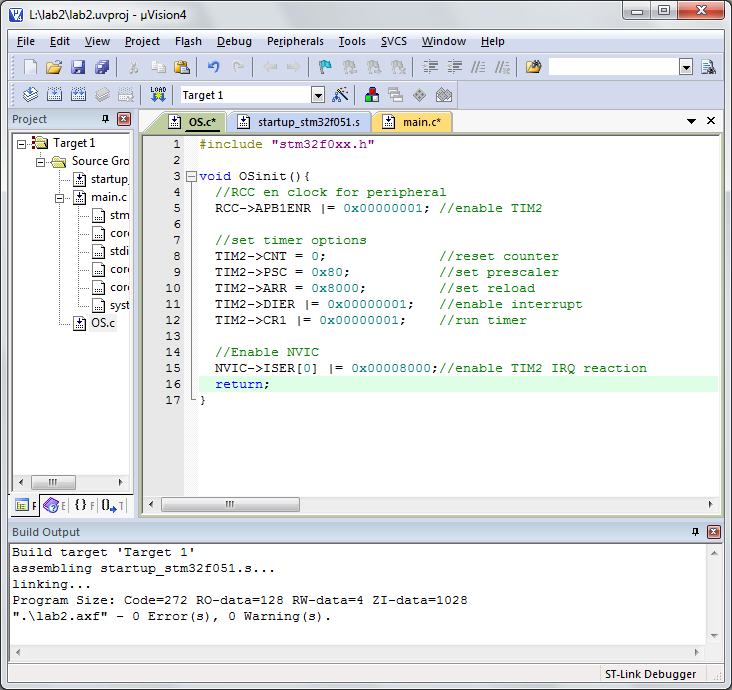 L:\lab2\lab2.uvproj - µVision4
File Edit View Project Flash Debug Peripherals Tools SVCS Window Help
LOAD Target 1
Project
OS.c* startup_stm32f051.s main.c*
Target 1
Source Gro
startup_
main.c
stm
cor
stdi
cor
cor
syst
OS.c
1 #include "stm32f0xx.h"
2
3 void OSinit(){
4 //RCC en clock for peripheral
5 RCC->APB1ENR |= 0x00000001; //enable TIM2
6
7 //set timer options
8 TIM2->CNT = 0; //reset counter
9 TIM2->PSC = 0x80; //set prescaler
10 TIM2->ARR = 0x8000; //set reload
11 TIM2->DIER |= 0x00000001; //enable interrupt
12 TIM2->CR1 |= 0x00000001; //run timer
13
14 //Enable NVIC
15 NVIC->ISER[0] |= 0x00008000;//enable TIM2 IRQ reaction
16 return;
17 }
Build Output
Build target 'Target 1'
assembling startup_stm32f051.s...
linking...
Program Size: Code=272 RO-data=128 RW-data=4 ZI-data=1028
".\lab2.axf" - 0 Error(s), 0 Warning(s).
ST-Link Debugger